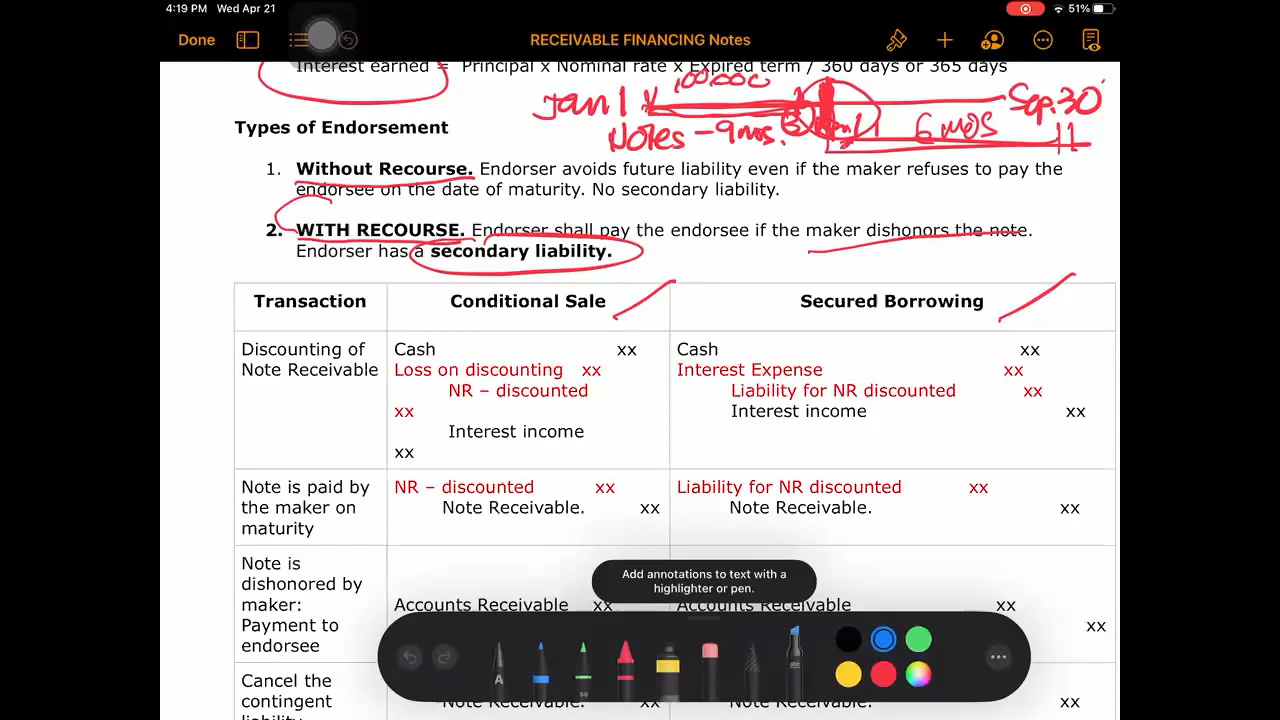 4:19 PM Wed Apr 21
51%
Done
RECEIVABLE FINANCING Notes
Interest earned = Principal x Nominal rate x Expired term / 360 days or 365 days
100,000
Jan 1
Sep. 30
Notes - 9mos.
6 mos
Types of Endorsement
1. Without Recourse. Endorser avoids future liability even if the maker refuses to pay the
endorsee on the date of maturity. No secondary liability.
2. WITH RECOURSE. Endorser shall pay the endorsee if the maker dishonors the note.
Endorser has a secondary liability.
Transaction Conditional Sale Secured Borrowing
Discounting of
Note Receivable
Cash xx
Loss on discounting xx
NR – discounted
xx
Interest income
xx
Cash xx
Interest Expense xx
Liability for NR discounted xx
Interest income xx
Note is paid by
the maker on
maturity
NR – discounted xx
Note Receivable. xx
Liability for NR discounted xx
Note Receivable. xx
Note is
dishonored by
maker:
Payment to
endorsee
Accounts Receivable xx
Accounts Receivable xx
xx
Add annotations to text with a
highlighter or pen.
Cancel the
contingent
liability
Note Receivable. xx
Note Receivable. xx
A
50
abc